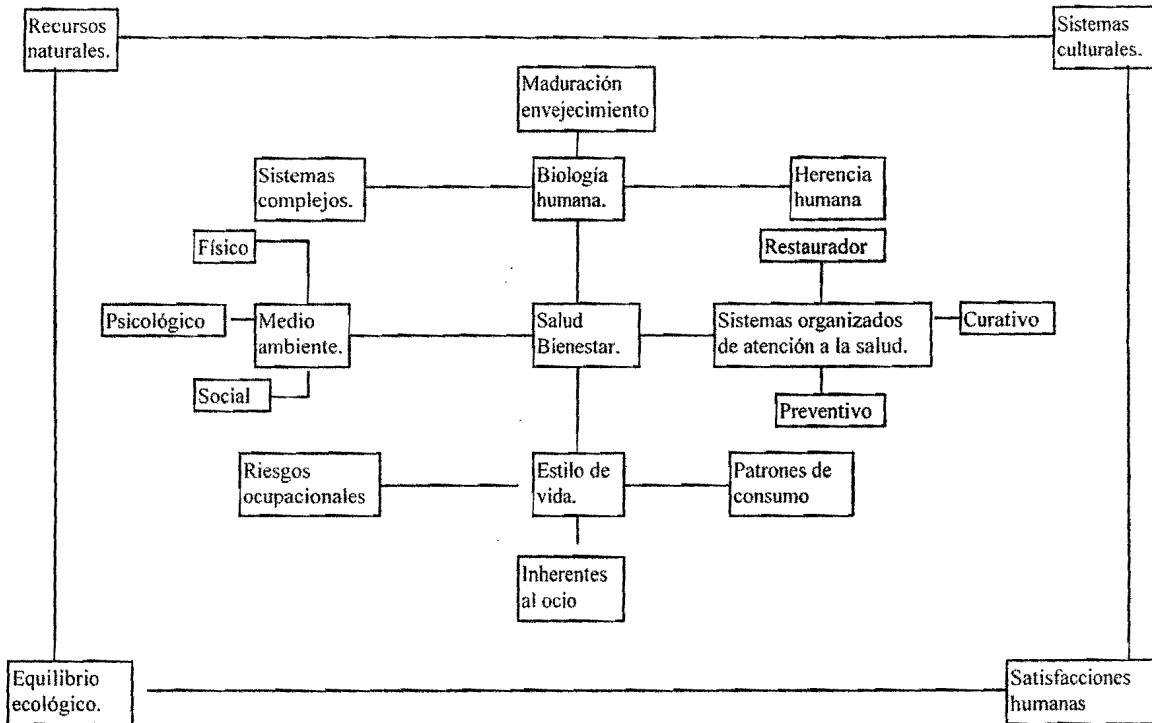 Recursos
naturales.
Sistemas
culturales.
Maduración
envejecimiento
Sistemas
complejos.
Biología
humana.
Herencia
humana
Físico
Restaurador
Psicológico
Medio
ambiente.
Salud
Bienestar.
Sistemas organizados
de atención a la salud.
Curativo
Social
Preventivo
Riesgos
ocupacionales
Estilo de
vida.
Patrones de
consumo
Inherentes
al ocio
Equilibrio
ecológico.
Satisfacciones
humanas